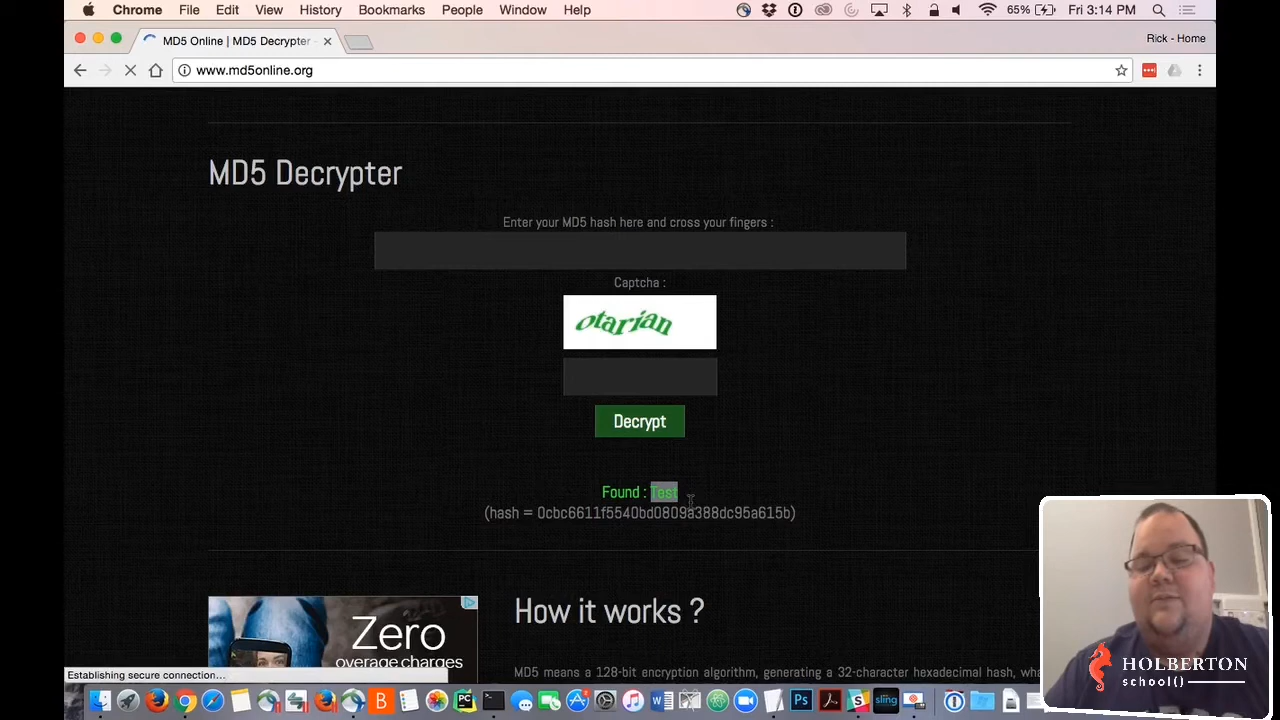 Chrome File Edit View History Bookmarks People Window Help 65% Fri 3:14 PM
MD5 Online | MD5 Decrypter Rick - Home
www.md5online.org
MD5 Decrypter
Enter your MD5 hash here and cross your fingers :
Captcha :
otarian
Decrypt
Found : Test
(hash = 0cbc6611f5540bd0809a388dc95a615b)
Zero
overage charges
How it works ?
MD5 means a 128-bit encryption algorithm, generating a 32-character hexadecimal hash, wha
Establishing secure connection...
HOLBERTON
school()
B
PC
sling